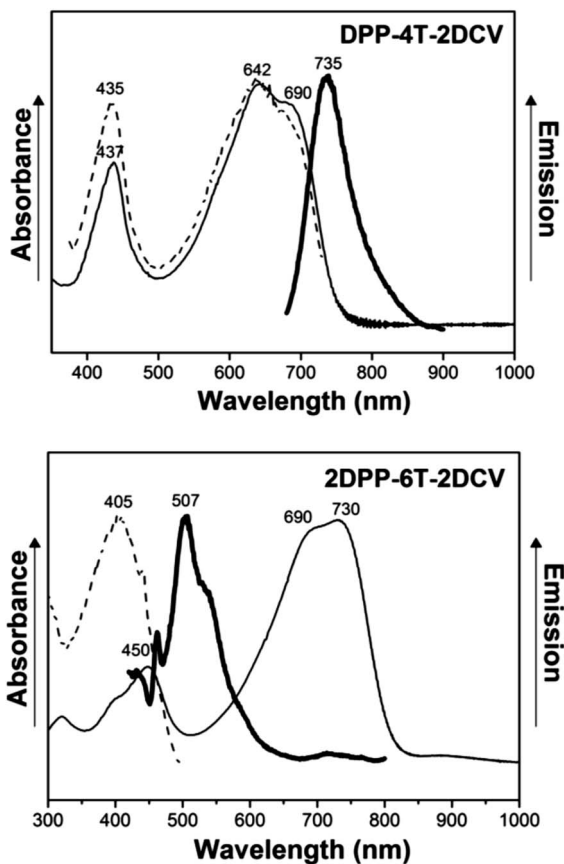 DPP-4T-2DCV
735
642
690
435
437
Absorbance
Emission
400 500 600 700 800 900 1000
Wavelength (nm)
2DPP-6T-2DCV
405
507
690
730
450
Absorbance
Emission
300 400 500 600 700 800 900 1000
Wavelength (nm)